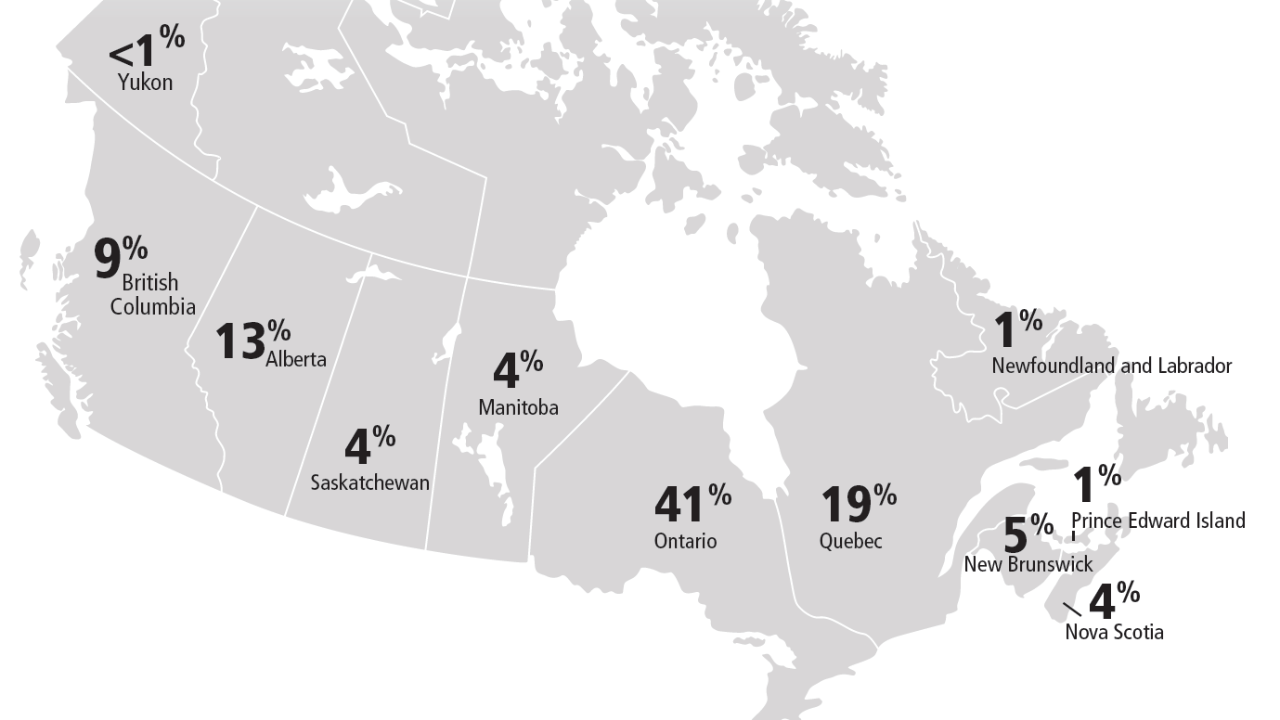 <1%
Yukon
9%
British
Columbia
13%
Alberta
4%
Saskatchewan
4%
Manitoba
41%
Ontario
19%
Quebec
1%
Newfoundland and Labrador
1%
Prince Edward Island
5%
New Brunswick
4%
Nova Scotia